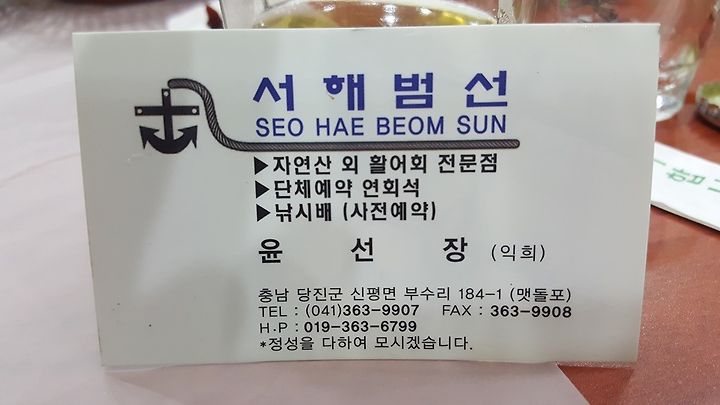 서해범선
SEO HAE BEOM SUN
▶자연산 외 활어회 전문점
▶단체예약 연회석
▶낚시배 (사전예약)
윤 선 장 (익희)
충남 당진군 신평면 부수리 184-1 (맷돌포)
TEL : (041)363-9907 FAX : 363-9908
H.P : 019-363-6799
*정성을 다하여 모시겠습니다.